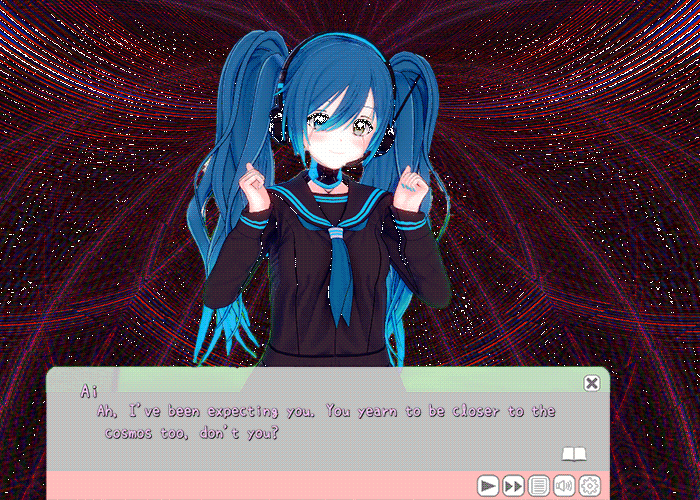 Ai
Ah, I've been expecting you. You yearn to be closer to the
cosmos too, don't you?